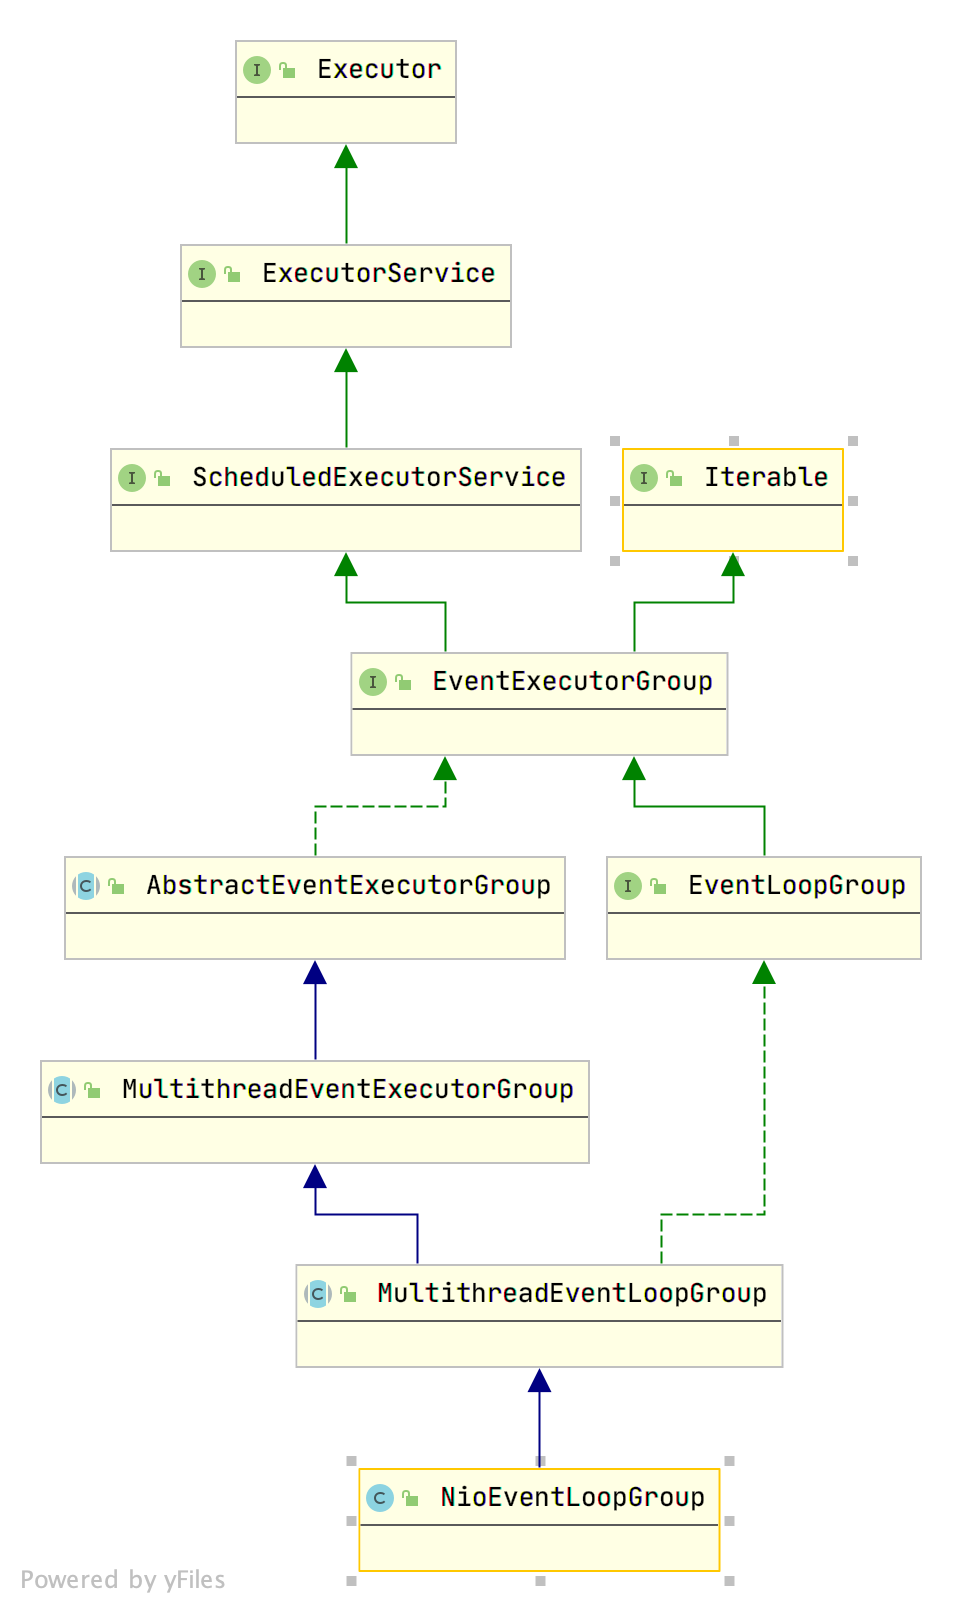 I Executor
I ExecutorService
I ScheduledExecutorService
I Iterable
I EventExecutorGroup
C AbstractEventExecutorGroup
I EventLoopGroup
C MultithreadEventExecutorGroup
C MultithreadEventLoopGroup
C NioEventLoopGroup
Powered by yFiles